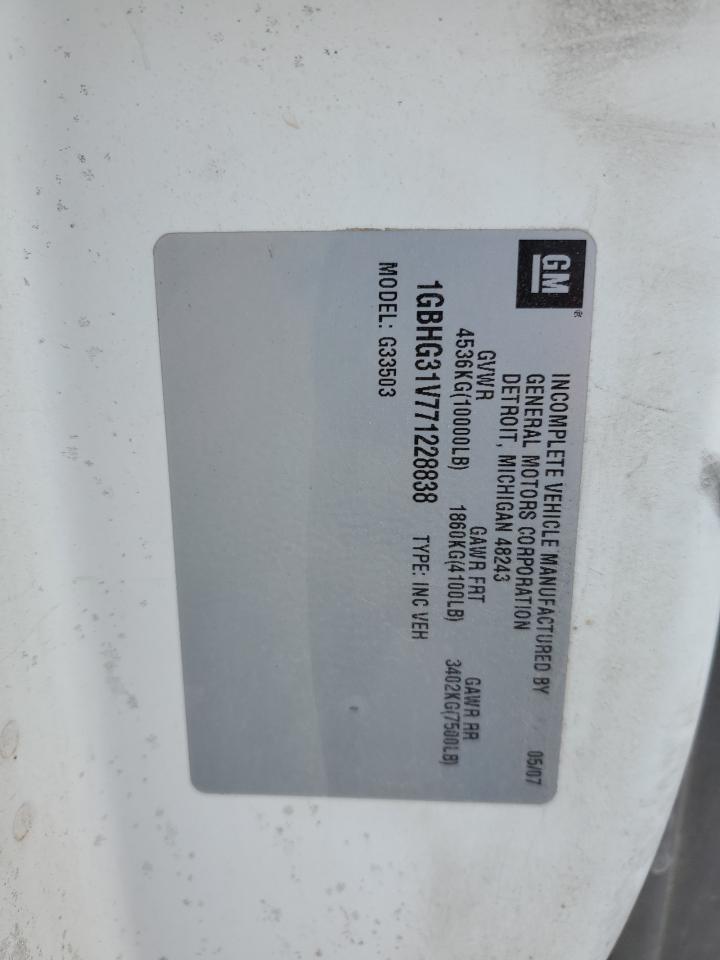 GM
INCOMPLETE VEHICLE MANUFACTURED BY
GENERAL MOTORS CORPORATION
DETROIT, MICHIGAN 48243
05/07
GVWR GAWR FRT GAWR RR
4536KG(10000LB) 1860KG(4100LB) 3402KG(7500LB)
1GBHG31V771228838 TYPE: INC VEH
MODEL: G33503